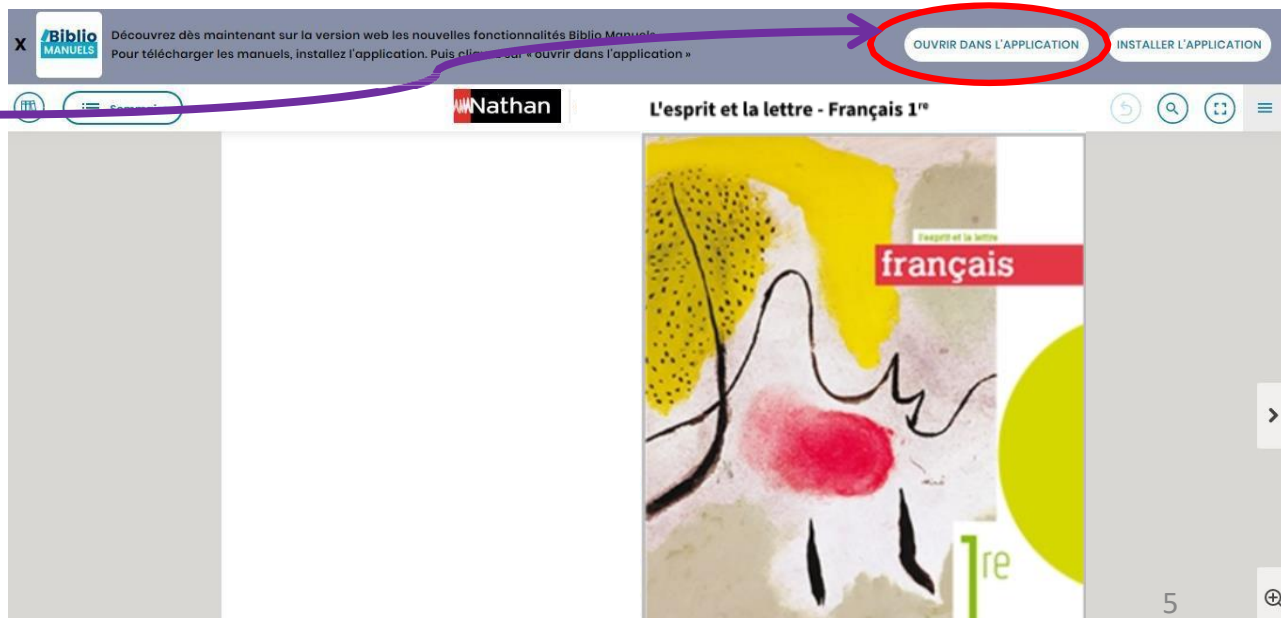 X
Biblio
MANUELS
Découvrez dès maintenant sur la version web les nouvelles fonctionnalités Biblio Manuels
Pour télécharger les manuels, installez l'application. Puis sur « ouvrir dans l'application »
OUVRIR DANS L'APPLICATION
INSTALLER L'APPLICATION
Nathan
L'esprit et la lettre - Français 1re
l'esprit et la lettre
français
Miró
1re
5